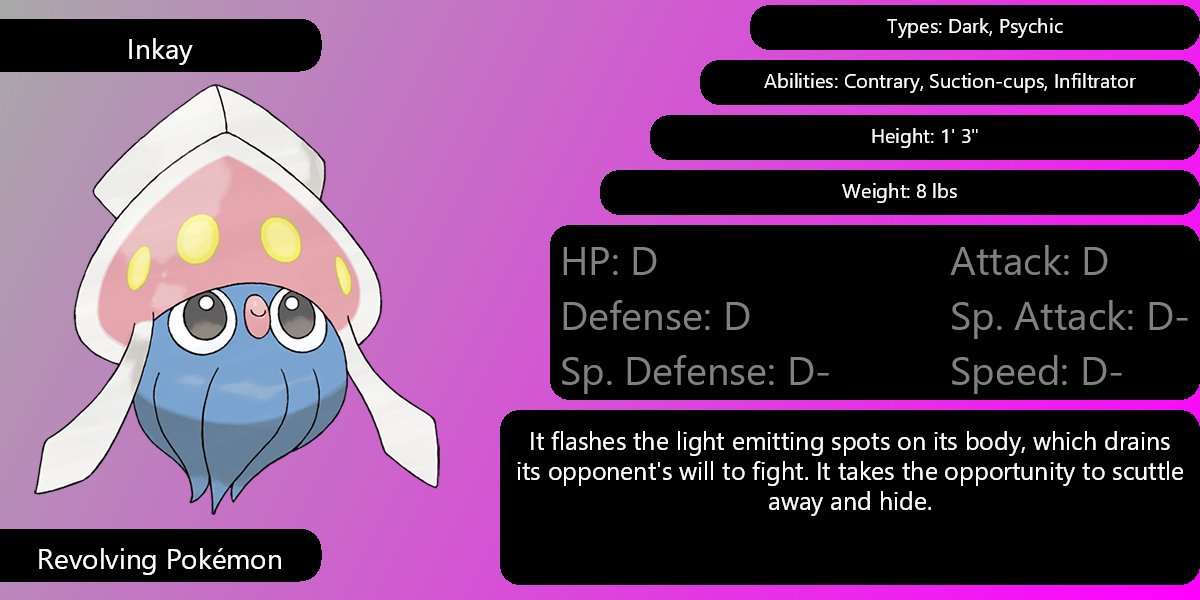 Inkay
Types: Dark, Psychic
Abilities: Contrary, Suction-cups, Infiltrator
Height: 1' 3"
Weight: 8 lbs
HP: D
Attack: D
Defense: D
Sp. Attack: D-
Sp. Defense: D-
Speed: D-
It flashes the light emitting spots on its body, which drains
its opponent's will to fight. It takes the opportunity to scuttle
away and hide.
Revolving Pokémon